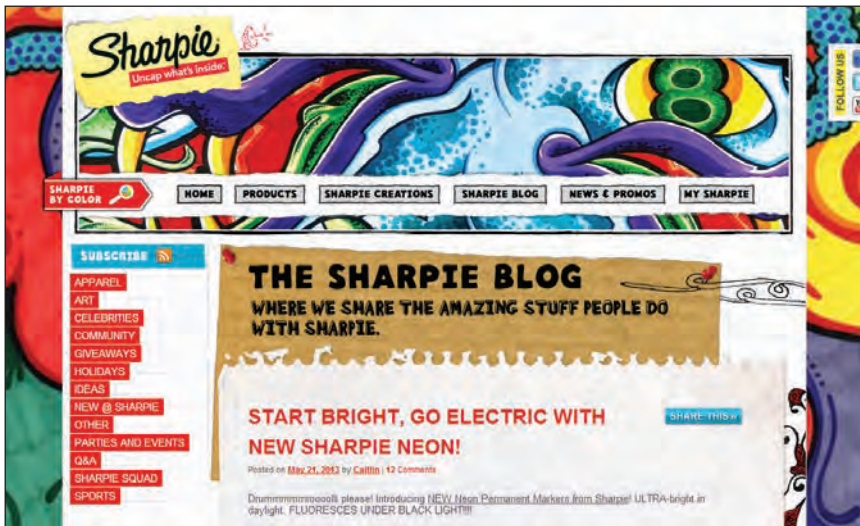 Sharpie
Uncap what's inside.
FOLLOW US
SHARPIE
BY COLOR
HOME
PRODUCTS
SHARPIE CREATIONS
SHARPIE BLOG
NEWS & PROMOS
MY SHARPIE
SUBSCRIBE
APPAREL
ART
CELEBRITIES
COMMUNITY
GIVEAWAYS
HOLIDAYS
IDEAS
NEW @ SHARPIE
OTHER
PARTIES AND EVENTS
Q&A
SHARPIE SQUAD
SPORTS
THE SHARPIE BLOG
WHERE WE SHARE THE AMAZING STUFF PEOPLE DO
WITH SHARPIE.
START BRIGHT, GO ELECTRIC WITH
NEW SHARPIE NEON!
SHARE THIS »
Posted on May 21, 2013 by Caitlin | 12 Comments
please! Introducing NEW Neon Permanent Markers from Sharpie! ULTRA-bright in
daylight. FLUORESCES UNDER BLACK LIGHT!!!!